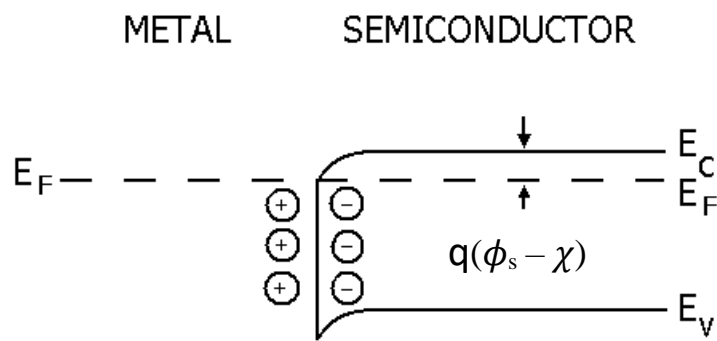 METAL SEMICONDUCTOR
E_C
E_F E_F
+ −
+ −
q(ϕ_s − χ)
+ −
E_V